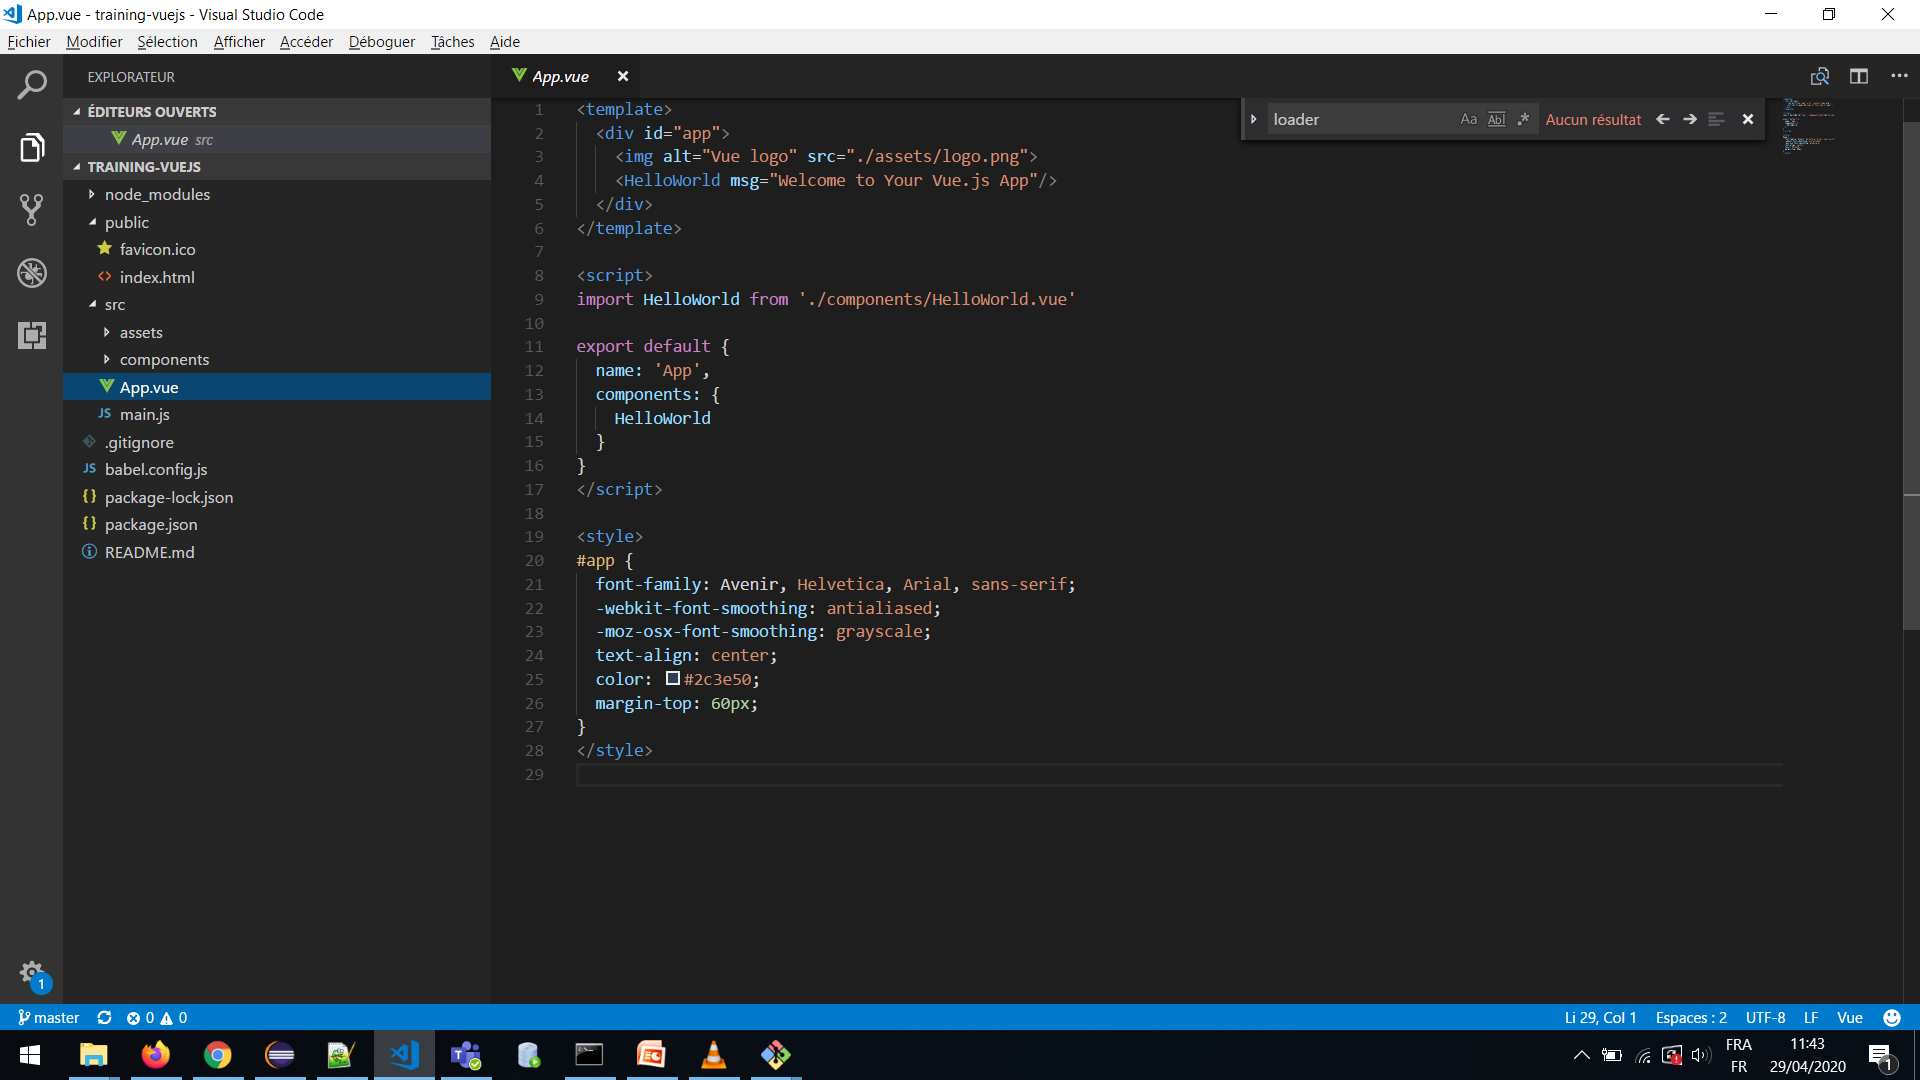 App.vue - training-vuejs - Visual Studio Code
Fichier Modifier Sélection Afficher Accéder Déboguer Tâches Aide
EXPLORATEUR
ÉDITEURS OUVERTS
App.vue src
TRAINING-VUEJS
node_modules
public
favicon.ico
index.html
src
assets
components
App.vue
JS main.js
.gitignore
JS babel.config.js
{} package-lock.json
{} package.json
README.md
1
App.vue
loader Aa Abl .* Aucun résultat
1 <template>
2 <div id="app">
3 <img alt="Vue logo" src="./assets/logo.png">
4 <HelloWorld msg="Welcome to Your Vue.js App"/>
5 </div>
6 </template>
7
8 <script>
9 import HelloWorld from './components/HelloWorld.vue'
10
11 export default {
12 name: 'App',
13 components: {
14 HelloWorld
15 }
16 }
17 </script>
18
19 <style>
20 #app {
21 font-family: Avenir, Helvetica, Arial, sans-serif;
22 -webkit-font-smoothing: antialiased;
23 -moz-osx-font-smoothing: grayscale;
24 text-align: center;
25 color: #2c3e50;
26 margin-top: 60px;
27 }
28 </style>
29
master 0 0 Li 29, Col 1 Espaces : 2 UTF-8 LF Vue
FRA
FR
11:43
29/04/2020
1